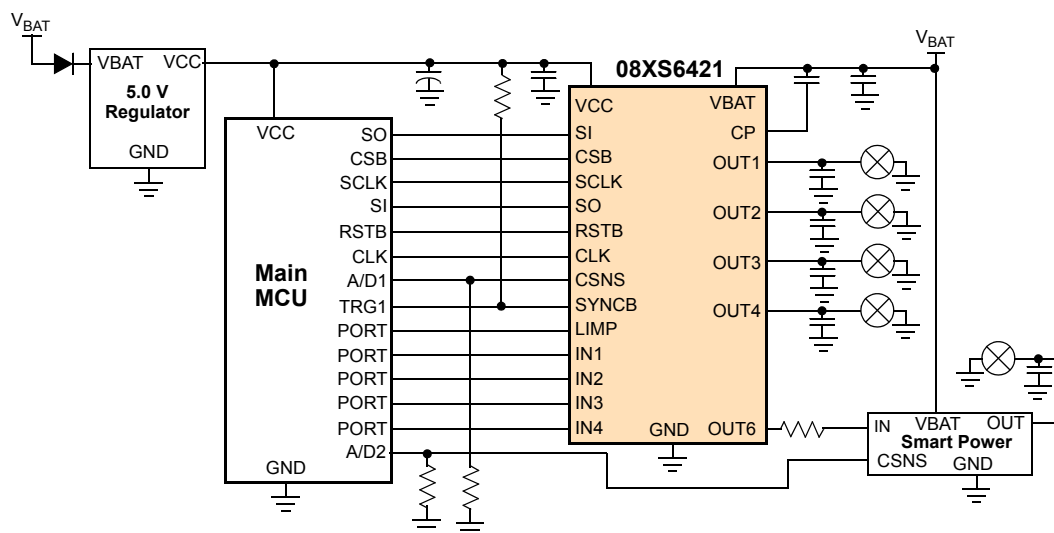 VBAT
VBAT VCC
5.0 V
Regulator
GND
VCC
SO
CSB
SCLK
SI
RSTB
CLK
A/D1
TRG1
PORT
PORT
PORT
PORT
PORT
A/D2
Main
MCU
GND
08XS6421
VCC
SI
CSB
SCLK
SO
RSTB
CLK
CSNS
SYNCB
LIMP
IN1
IN2
IN3
IN4
VBAT
CP
OUT1
OUT2
OUT3
OUT4
GND OUT6
VBAT
IN VBAT OUT
Smart Power
CSNS GND